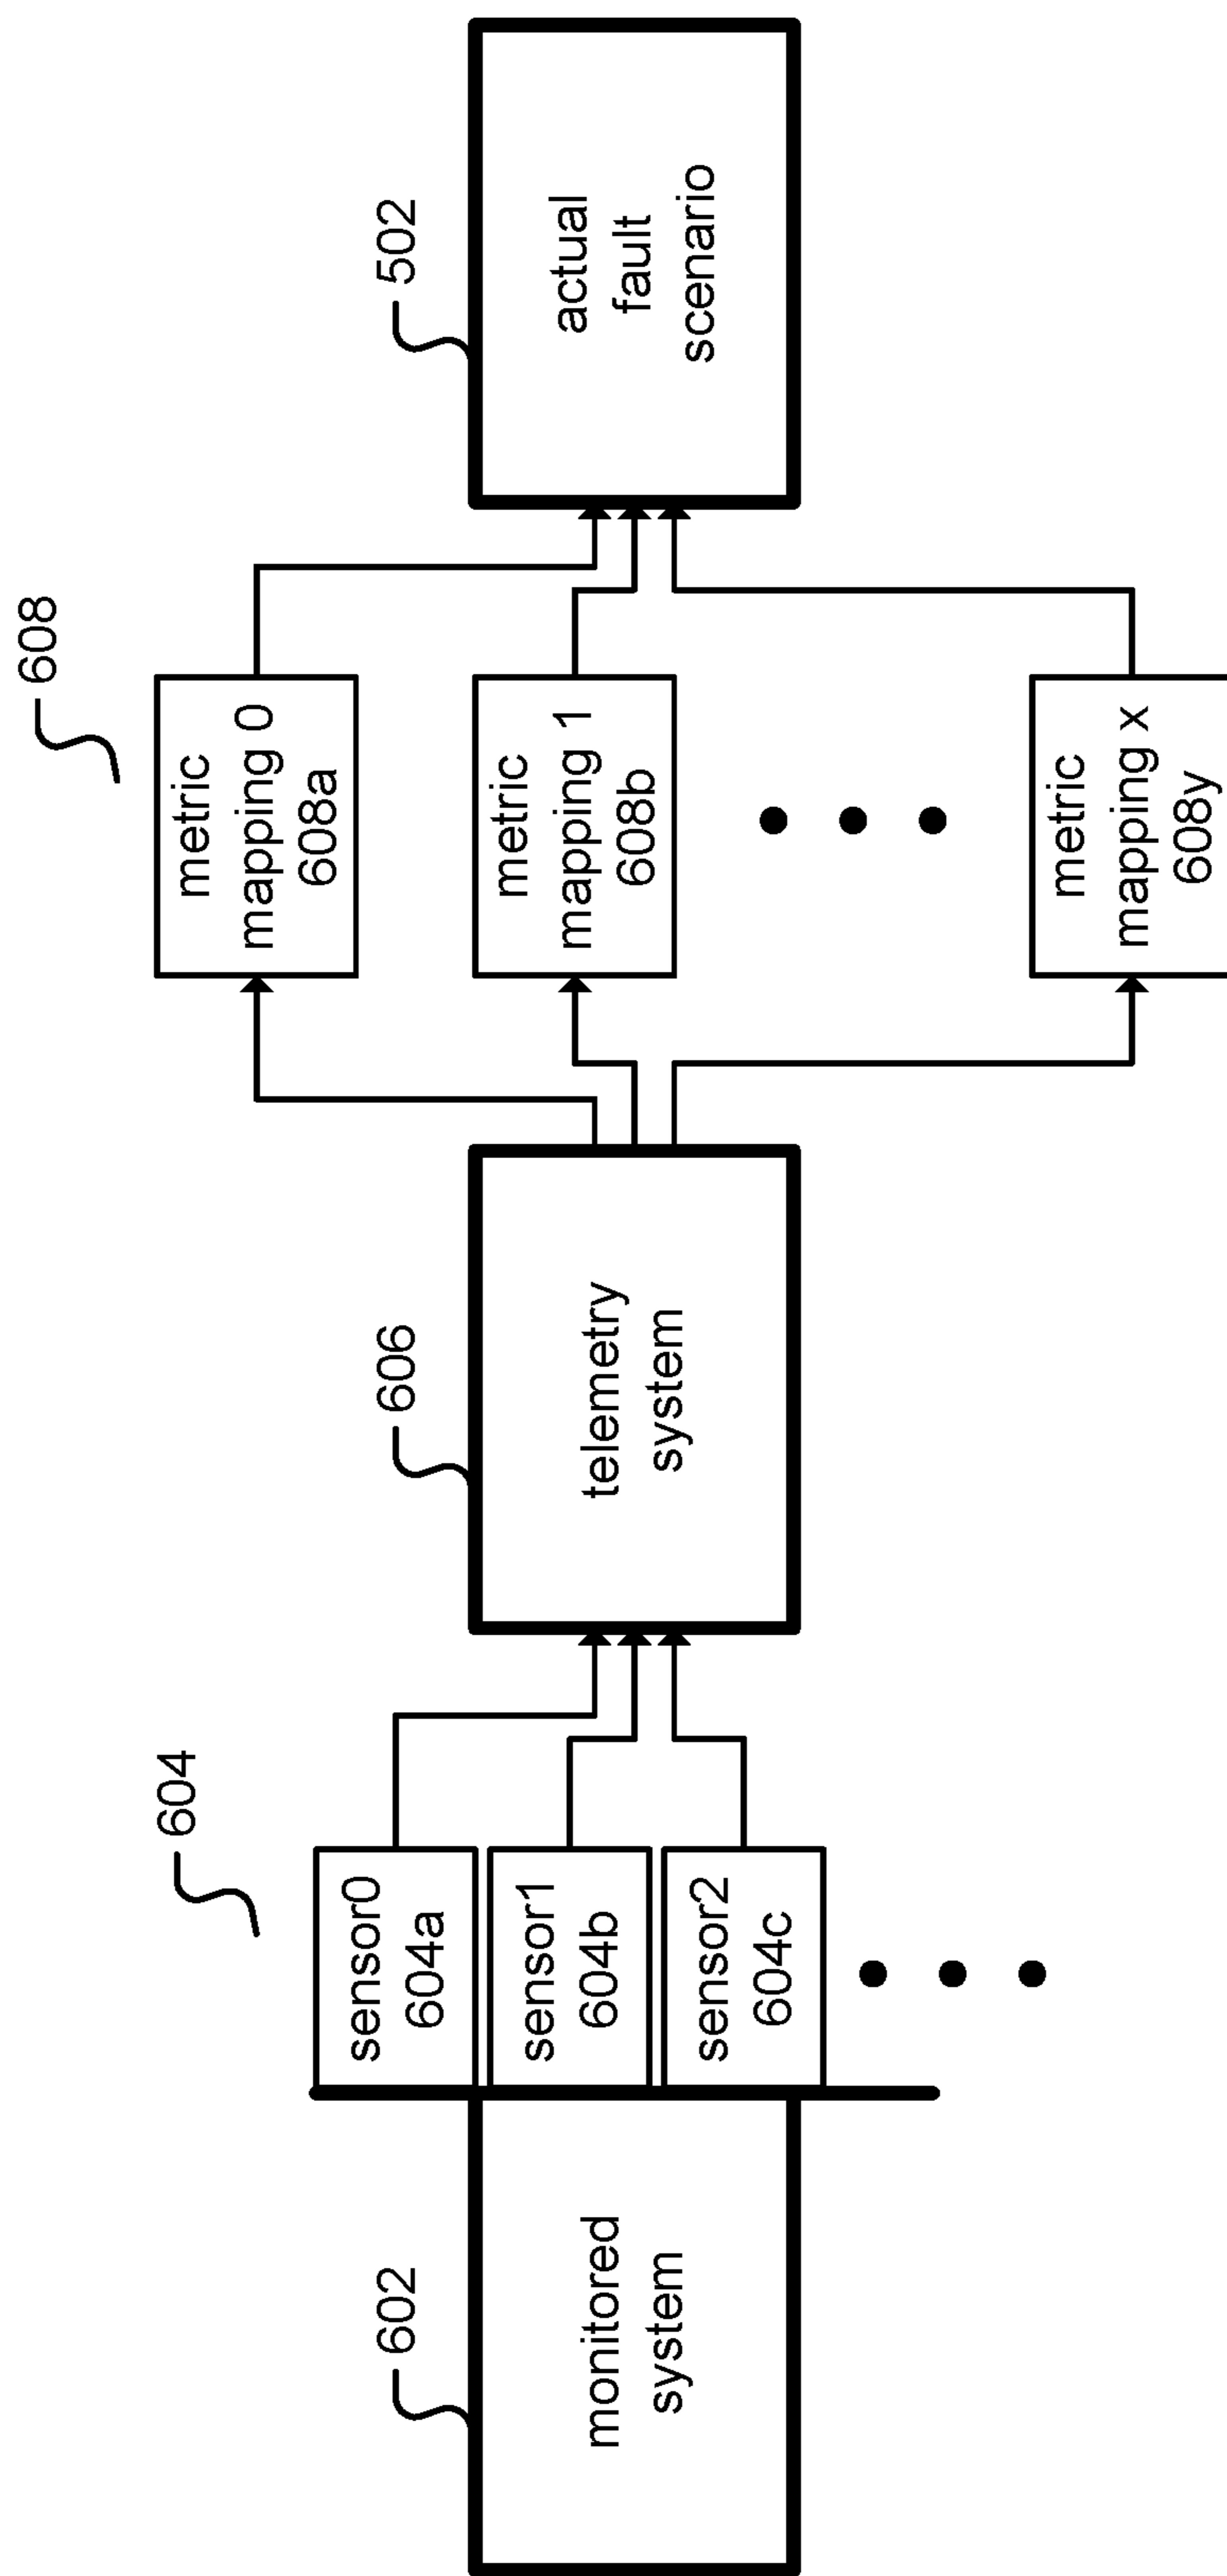 602
monitored
system
604
sensor0
604a
sensor1
604b
sensor2
604c
606
telemetry
system
608
metric
mapping 0
608a
metric
mapping 1
608b
metric
mapping x
608y
502
actual
fault
scenario